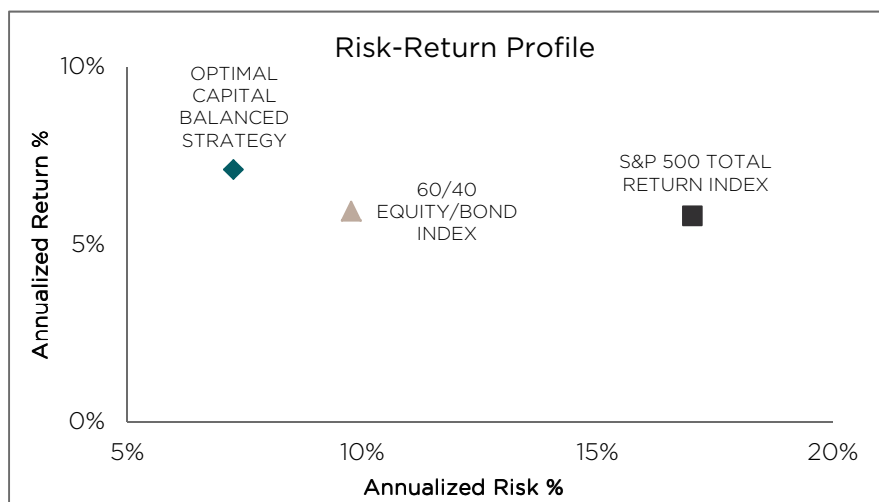 Risk-Return Profile
10%
OPTIMAL
CAPITAL
BALANCED
STRATEGY
S&P 500 TOTAL
RETURN INDEX
60/40
EQUITY/BOND
INDEX
Annualized Return %
5%
0%
5%
10%
15%
20%
Annualized Risk %